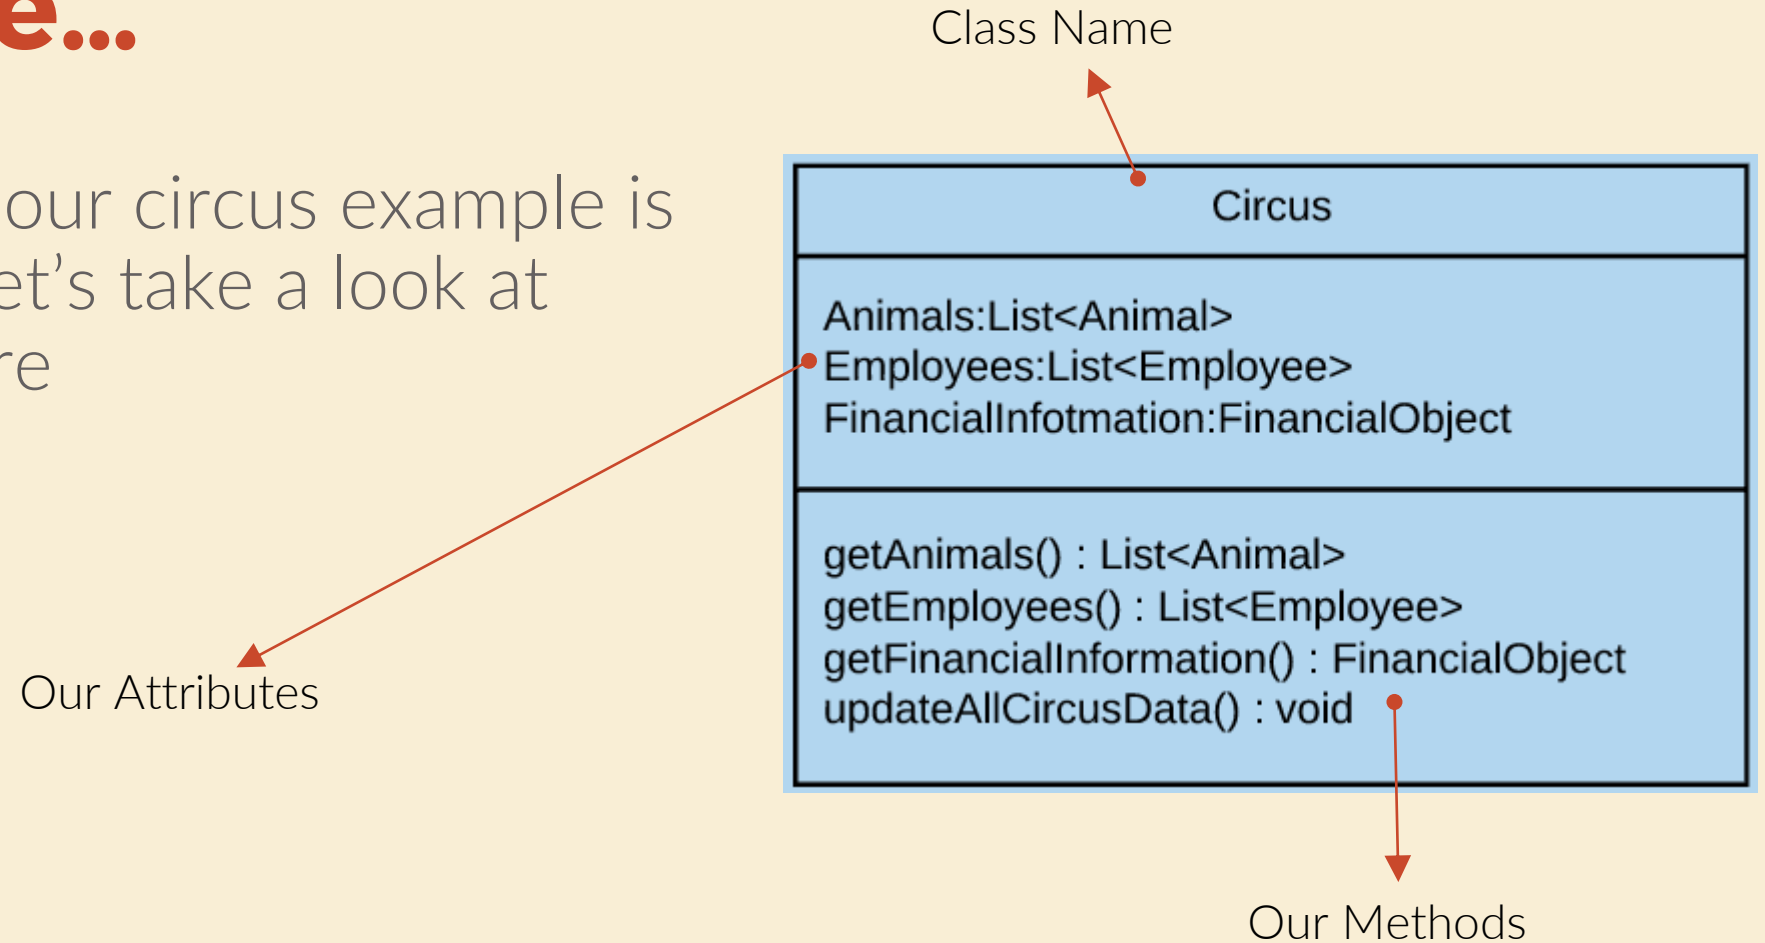 e...
our circus example is
et’s take a look at
re
Class Name
Circus
Animals:List<Animal>
Employees:List<Employee>
FinancialInfotmation:FinancialObject
getAnimals() : List<Animal>
getEmployees() : List<Employee>
getFinancialInformation() : FinancialObject
updateAllCircusData() : void
Our Attributes
Our Methods